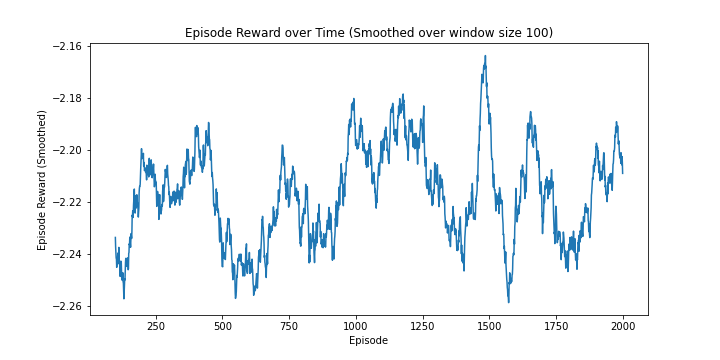 Episode Reward over Time (Smoothed over window size 100)
Episode Reward (Smoothed)
−2.16
−2.18
−2.20
−2.22
−2.24
−2.26
250 500 750 1000 1250 1500 1750 2000
Episode